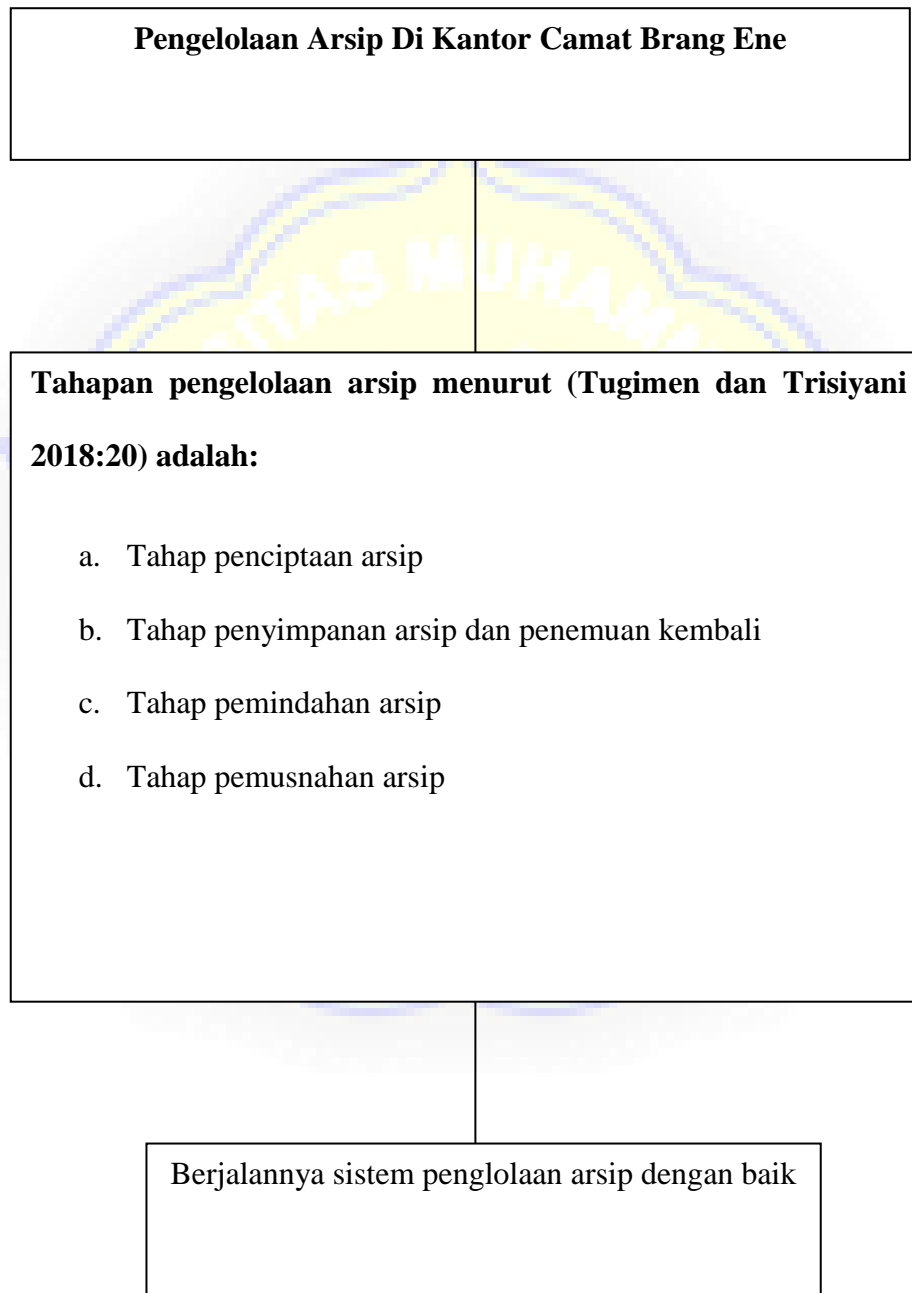 Pengelolaan Arsip Di Kantor Camat Brang Ene
Tahapan pengelolaan arsip menurut (Tugimen dan Trisiyani
2018:20) adalah:
a. Tahap penciptaan arsip
b. Tahap penyimpanan arsip dan penemuan kembali
c. Tahap pemindahan arsip
d. Tahap pemusnahan arsip
Berjalannya sistem penglolaan arsip dengan baik